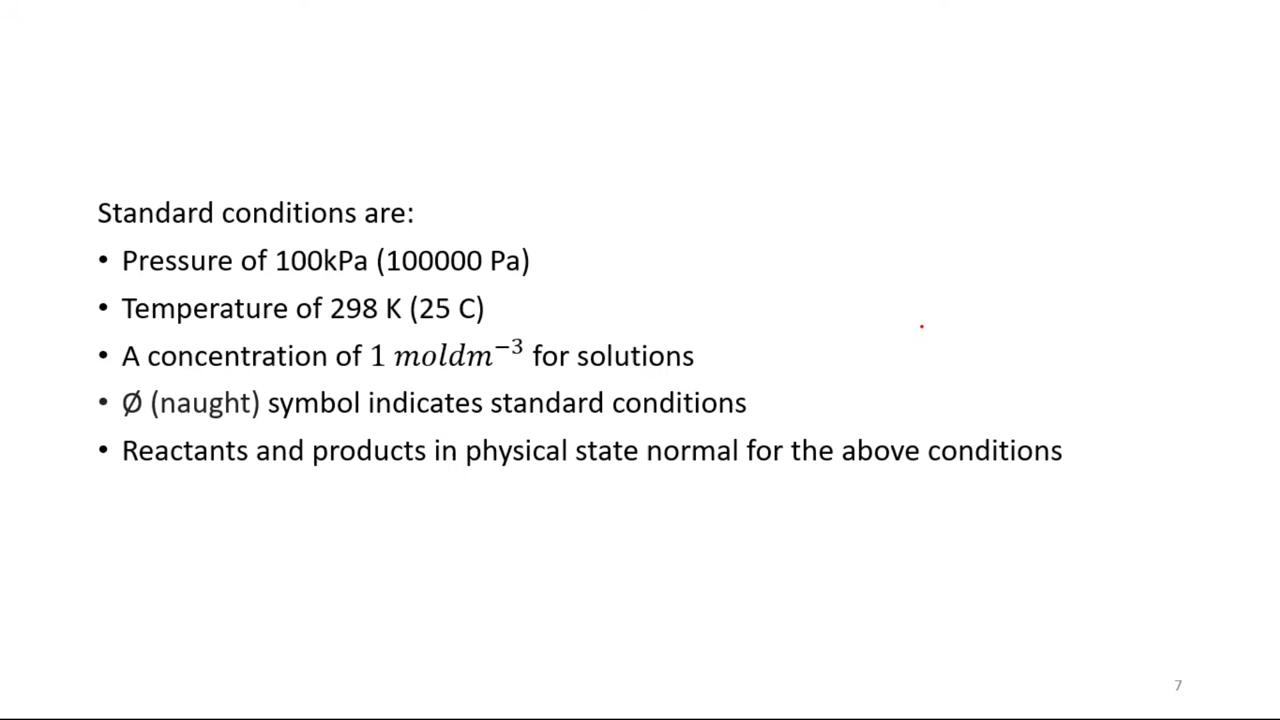 Standard conditions are:
• Pressure of 100kPa (100000 Pa)
• Temperature of 298 K (25 C)
• A concentration of 1 moldm⁻³ for solutions
• Ø (naught) symbol indicates standard conditions
• Reactants and products in physical state normal for the above conditions
7